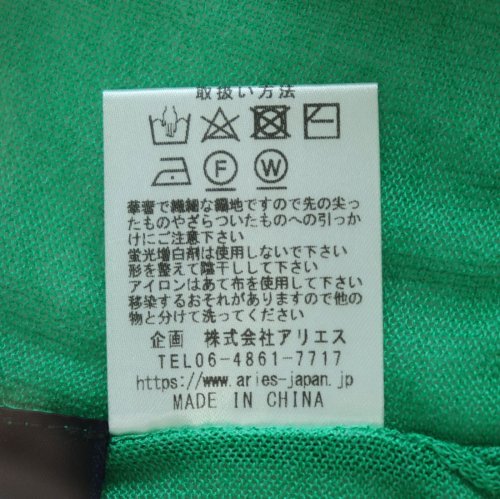 取扱い方法
F W
華奢で繊細な編地ですので先の尖っ
たものやざらついたものへの引っか
けにご注意下さい
蛍光増白剤は使用しないで下さい
形を整えて陰干しして下さい
アイロンはあて布を使用して下さい
移染するおそれがありますので他の
物と分けて洗ってください
企画 株式会社アリエス
TEL06-4861-7717
https://www.aries-japan.jp
MADE IN CHINA